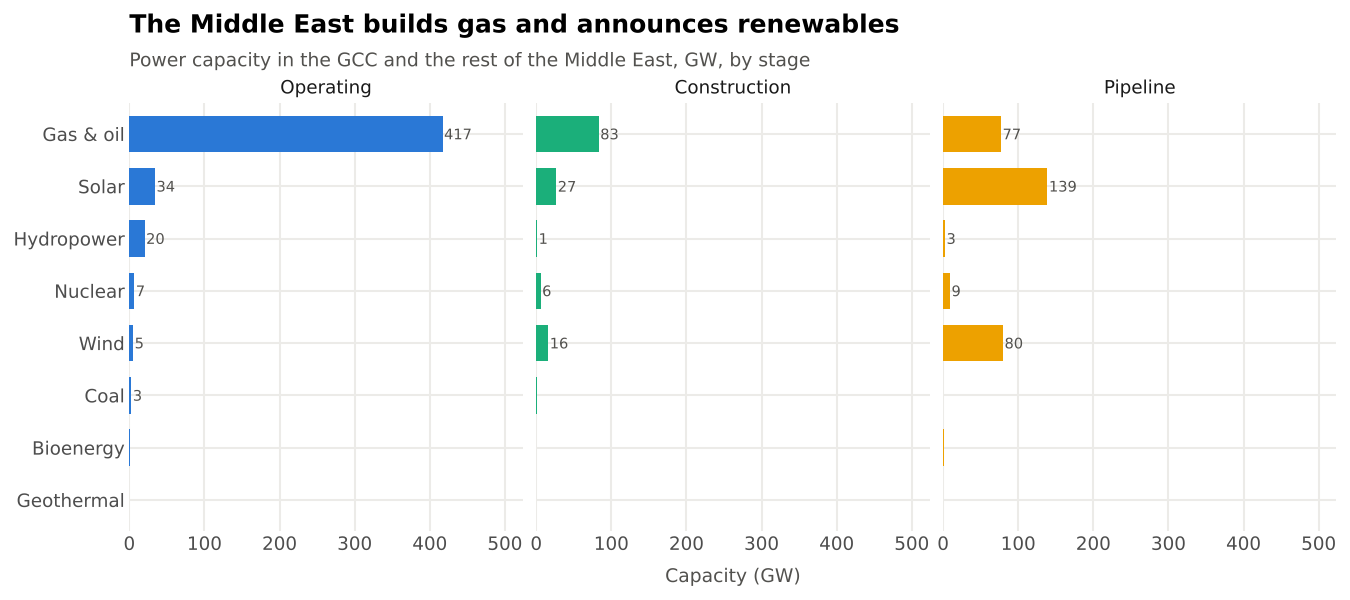 The Middle East builds gas and announces renewables
Power capacity in the GCC and the rest of the Middle East, GW, by stage
Operating Construction Pipeline
Gas & oil 417 83 77
Solar 34 27 139
Hydropower 20 1 3
Nuclear 7 6 9
Wind 5 16 80
Coal 3
Bioenergy
Geothermal
0 100 200 300 400 500 0 100 200 300 400 500 0 100 200 300 400 500
Capacity (GW)